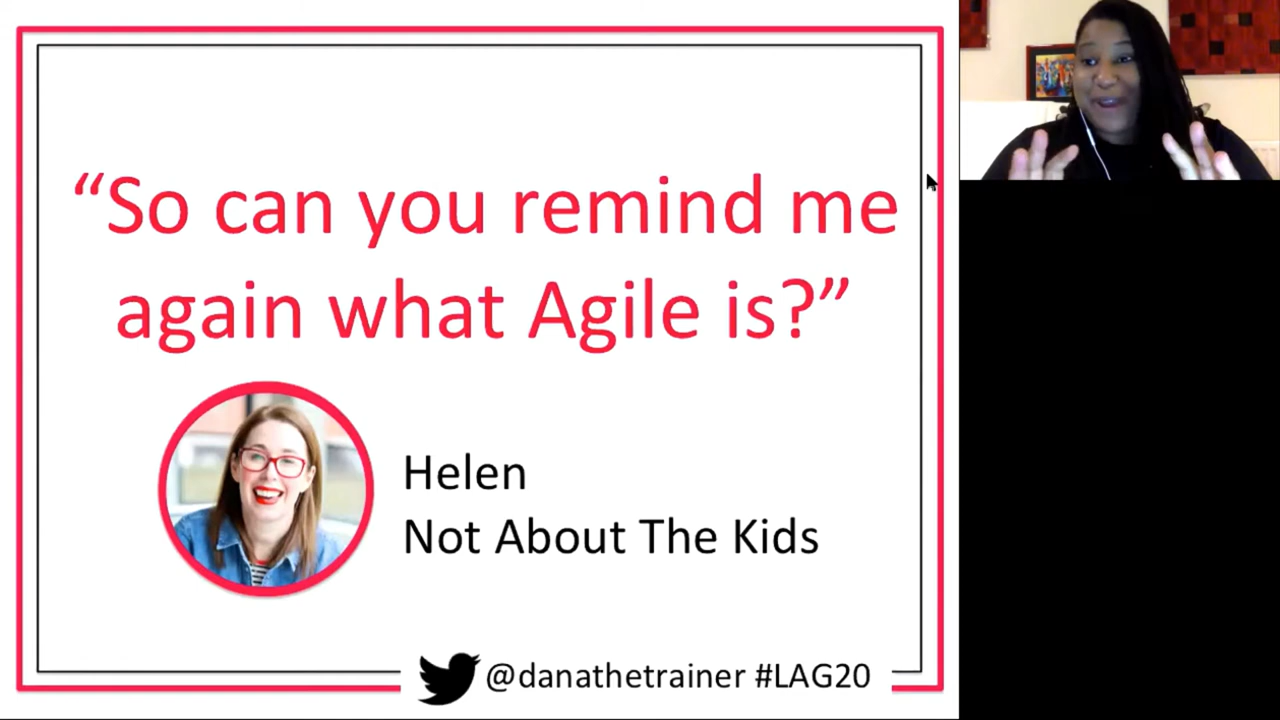 “So can you remind me
again what Agile is?”
Helen
Not About The Kids
@danathetrainer #LAG20